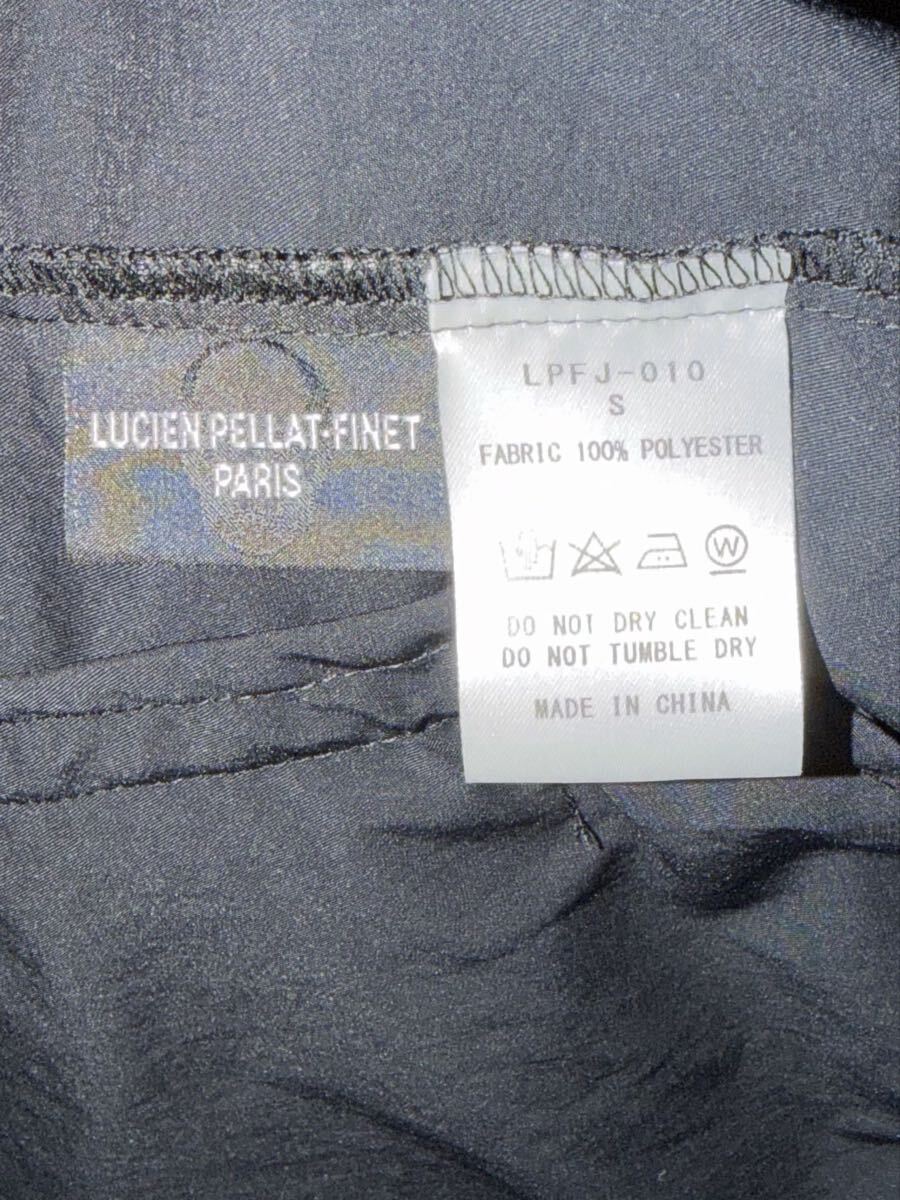 LUCIEN PELLAT-FINET
PARIS
LPFJ-010
S
FABRIC 100% POLYESTER
W
DO NOT DRY CLEAN
DO NOT TUMBLE DRY
MADE IN CHINA